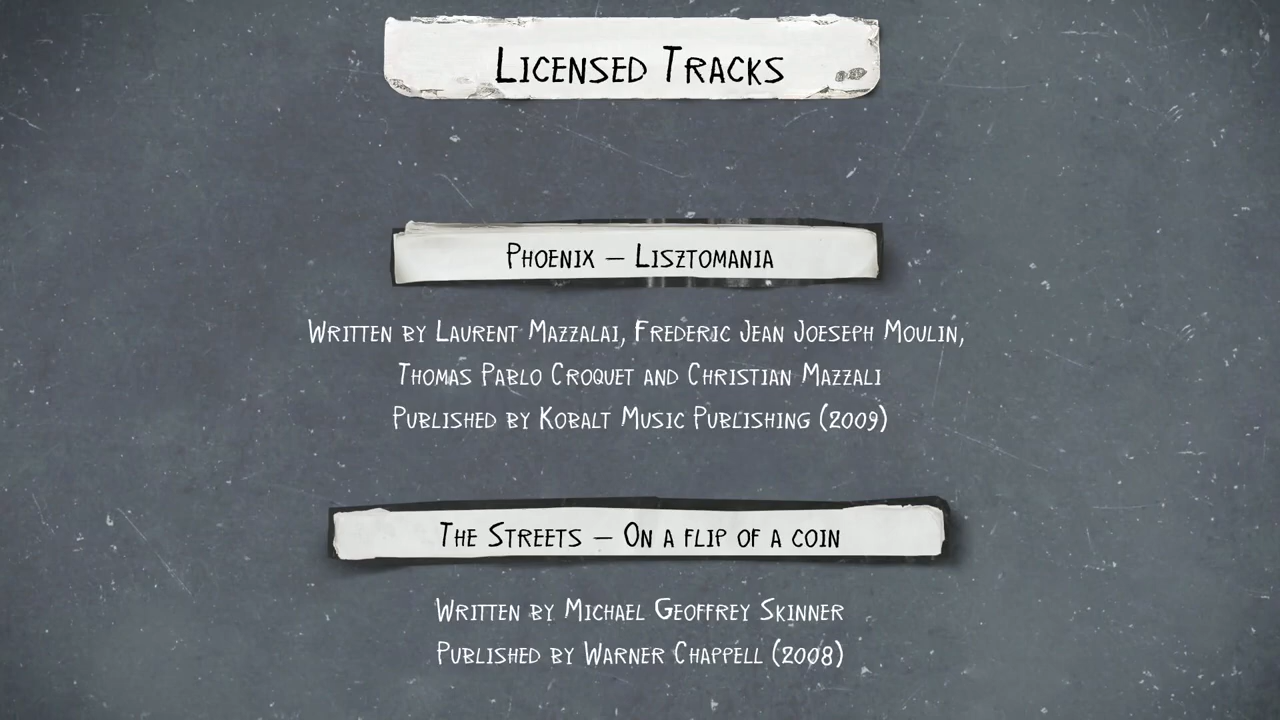 Licensed Tracks
Phoenix – Lisztomania
Written by Laurent Mazzalai, Frederic Jean Joeseph Moulin,
Thomas Pablo Croquet and Christian Mazzali
Published by Kobalt Music Publishing (2009)
The Streets – On a flip of a coin
Written by Michael Geoffrey Skinner
Published by Warner Chappell (2008)